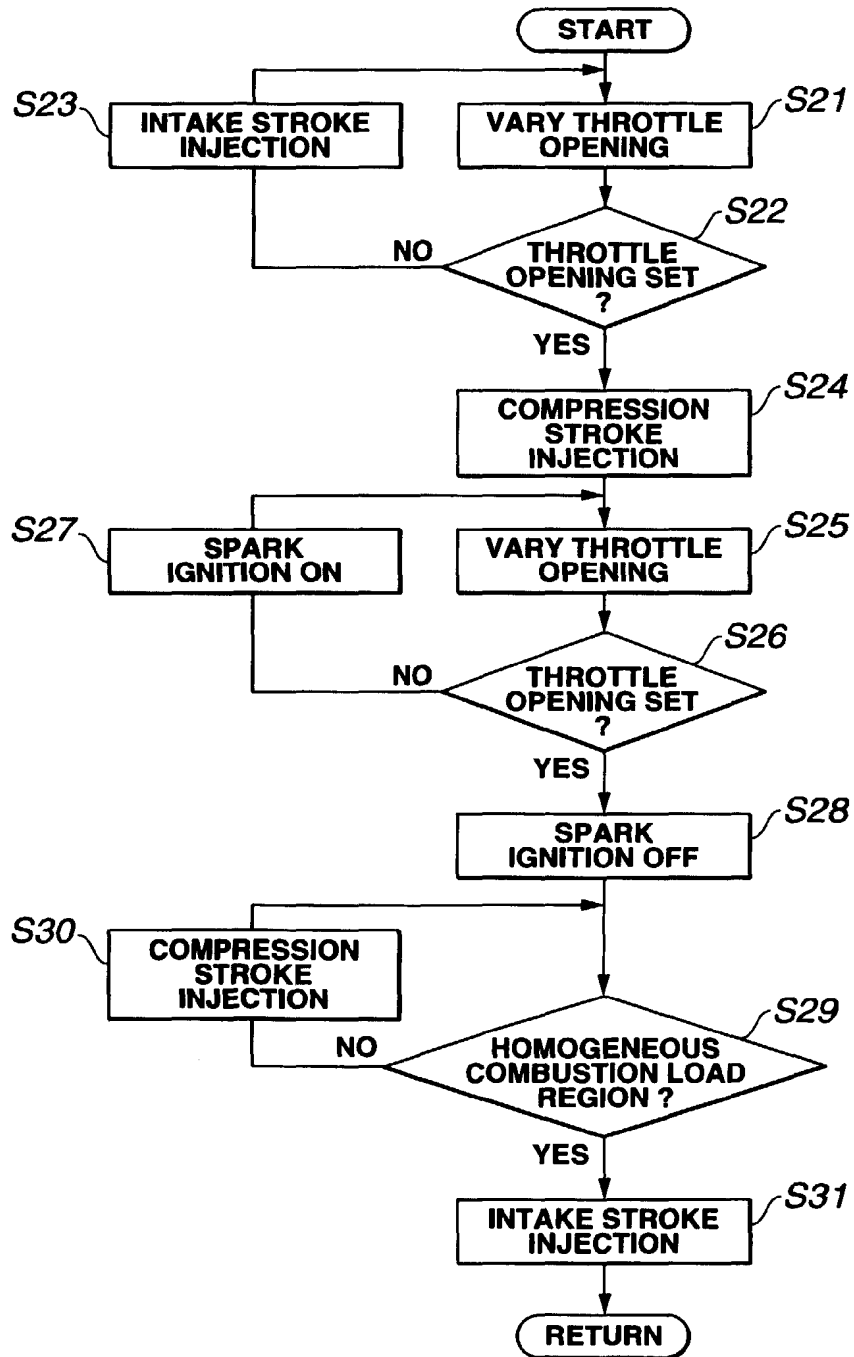 START
S23
INTAKE STROKE
INJECTION
S21
VARY THROTTLE
OPENING
S22
THROTTLE
OPENING SET
?
NO
YES
S24
COMPRESSION
STROKE
INJECTION
S27
SPARK
IGNITION ON
S25
VARY THROTTLE
OPENING
S26
THROTTLE
OPENING SET
?
NO
YES
S28
SPARK
IGNITION OFF
S30
COMPRESSION
STROKE
INJECTION
S29
HOMOGENEOUS
COMBUSTION LOAD
REGION ?
NO
YES
S31
INTAKE STROKE
INJECTION
RETURN